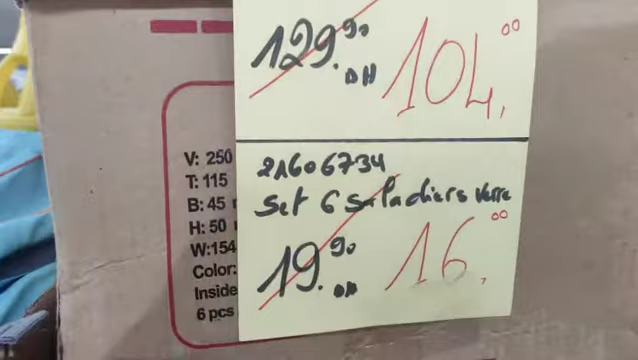 129.90 DH 104,00
21606734
Set 6 Saladiers verre
19.90 DH 16,00
V: 250
T: 115
B: 45
H: 50
W:154
Color:
Inside
6 pcs